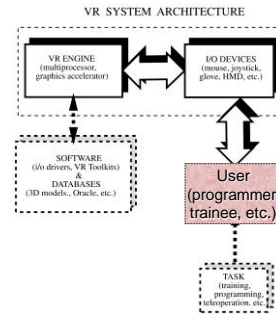 VR SYSTEM ARCHITECTURE
VR ENGINE
(multiprocessor,
graphics accelerator)
I/O DEVICES
(mouse, joystick,
glove, HMD, etc.)
SOFTWARE
(i/o drivers, VR Toolkits)
&
DATABASES
(3D models., Oracle, etc.)
User
(programmer,
trainee, etc.)
TASK
(training,
programming,
teleoperation. etc.)